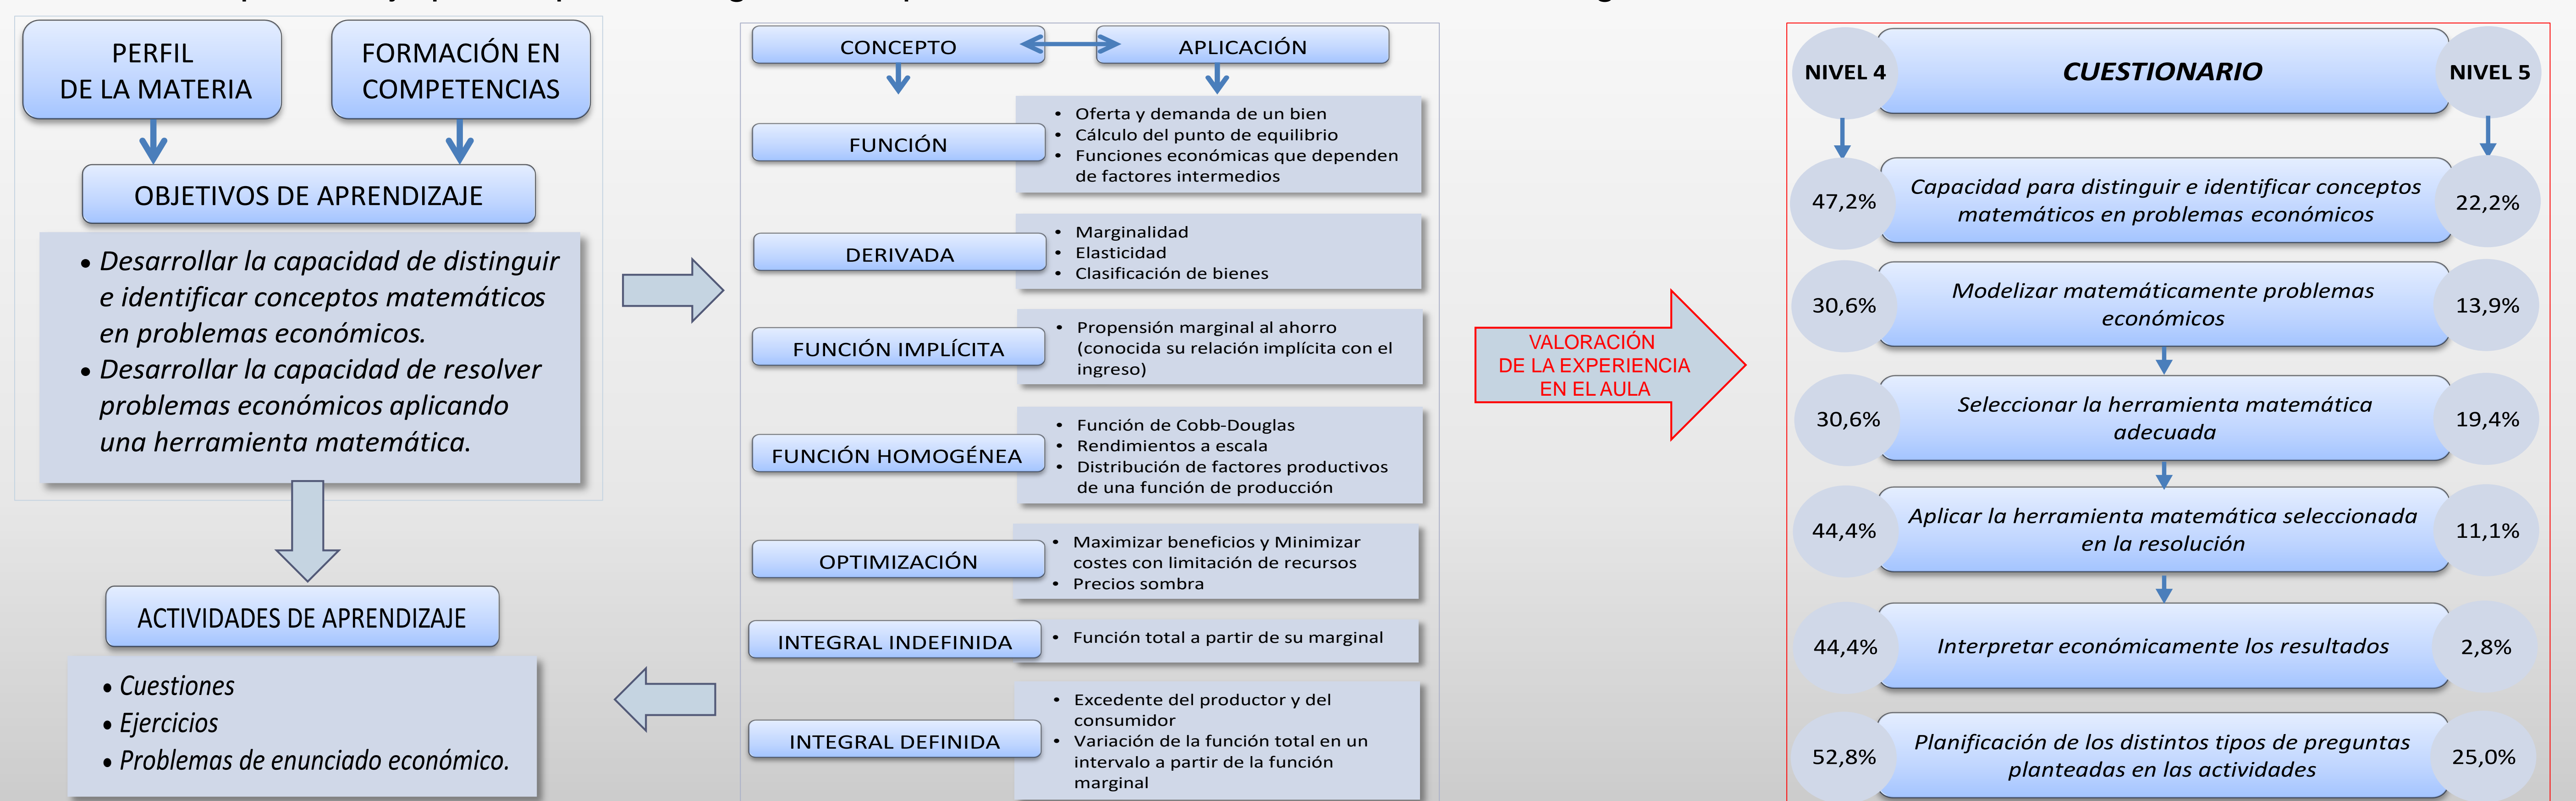 PERFIL
DE LA MATERIA
FORMACIÓN EN
COMPETENCIAS
OBJETIVOS DE APRENDIZAJE
• Desarrollar la capacidad de distinguir
e identificar conceptos matemáticos
en problemas económicos.
• Desarrollar la capacidad de resolver
problemas económicos aplicando
una herramienta matemática.
ACTIVIDADES DE APRENDIZAJE
• Cuestiones
• Ejercicios
• Problemas de enunciado económico.
CONCEPTO
APLICACIÓN
FUNCIÓN
• Oferta y demanda de un bien
• Cálculo del punto de equilibrio
• Funciones económicas que dependen
de factores intermedios
DERIVADA
• Marginalidad
• Elasticidad
• Clasificación de bienes
FUNCIÓN IMPLÍCITA
• Propensión marginal al ahorro
(conocida su relación implícita con el
ingreso)
FUNCIÓN HOMOGÉNEA
• Función de Cobb-Douglas
• Rendimientos a escala
• Distribución de factores productivos
de una función de producción
OPTIMIZACIÓN
• Maximizar beneficios y Minimizar
costes con limitación de recursos
• Precios sombra
INTEGRAL INDEFINIDA
• Función total a partir de su marginal
INTEGRAL DEFINIDA
• Excedente del productor y del
consumidor
• Variación de la función total en un
intervalo a partir de la función
marginal
VALORACIÓN
DE LA EXPERIENCIA
EN EL AULA
NIVEL 4
CUESTIONARIO
NIVEL 5
47,2%
Capacidad para distinguir e identificar conceptos
matemáticos en problemas económicos
22,2%
30,6%
Modelizar matemáticamente problemas
económicos
13,9%
30,6%
Seleccionar la herramienta matemática
adecuada
19,4%
44,4%
Aplicar la herramienta matemática seleccionada
en la resolución
11,1%
44,4%
Interpretar económicamente los resultados
2,8%
52,8%
Planificación de los distintos tipos de preguntas
planteadas en las actividades
25,0%